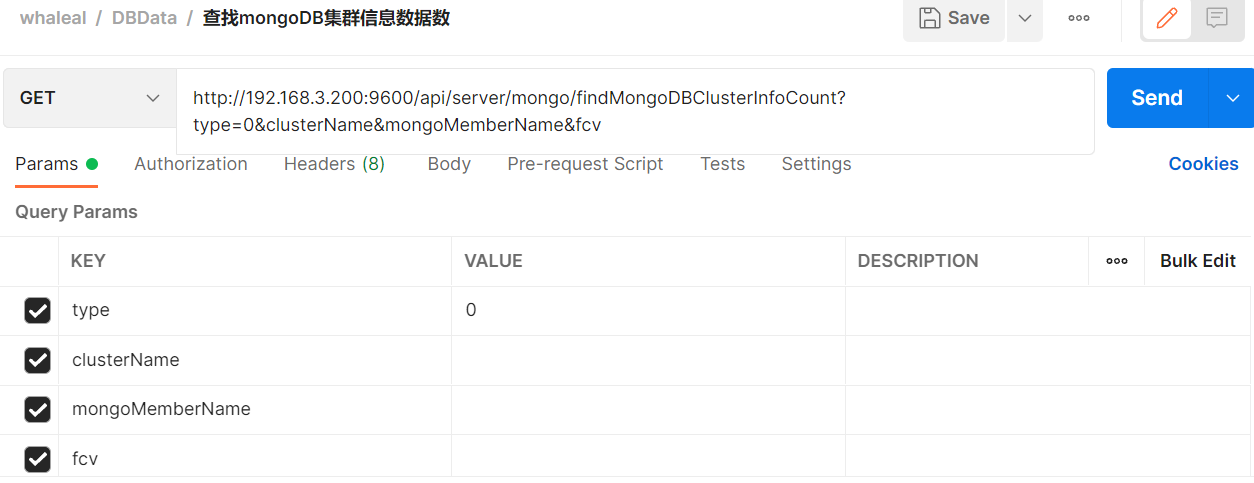 whaleal / DBData / 查找mongoDB集群信息数据数
Save
GET
http://192.168.3.200:9600/api/server/mongo/findMongoDBClusterInfoCount?
type=0&clusterName&mongoMemberName&fcv
Send
Params Authorization Headers (8) Body Pre-request Script Tests Settings Cookies
Query Params
KEY VALUE DESCRIPTION Bulk Edit
type 0
clusterName
mongoMemberName
fcv